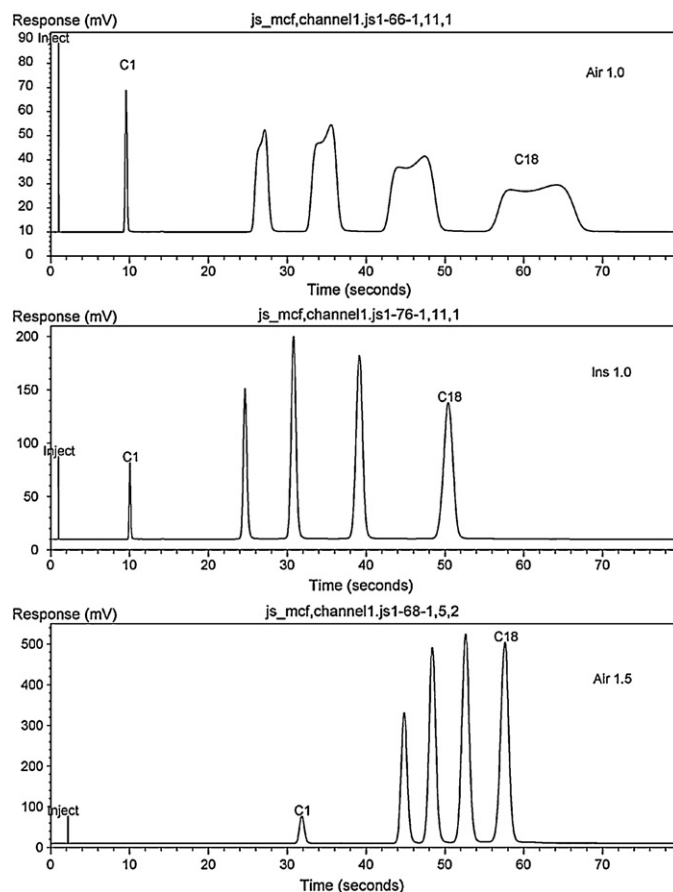 Response (mV) js_mcf,channel1.js1-66-1,11,1
90
Inject
80
70
60
50
40
30
20
10
0
C1
Air 1.0
C18
0 10 20 30 40 50 60 70
Time (seconds)
Response (mV) js_mcf,channel1.js1-76-1,11,1
200
150
100
50
0
Inject
C1
Ins 1.0
C18
0 10 20 30 40 50 60 70
Time (seconds)
Response (mV) js_mcf,channel1.js1-68-1,5,2
500
400
300
200
100
0
Inject
C1
C18
Air 1.5
0 10 20 30 40 50 60 70
Time (seconds)